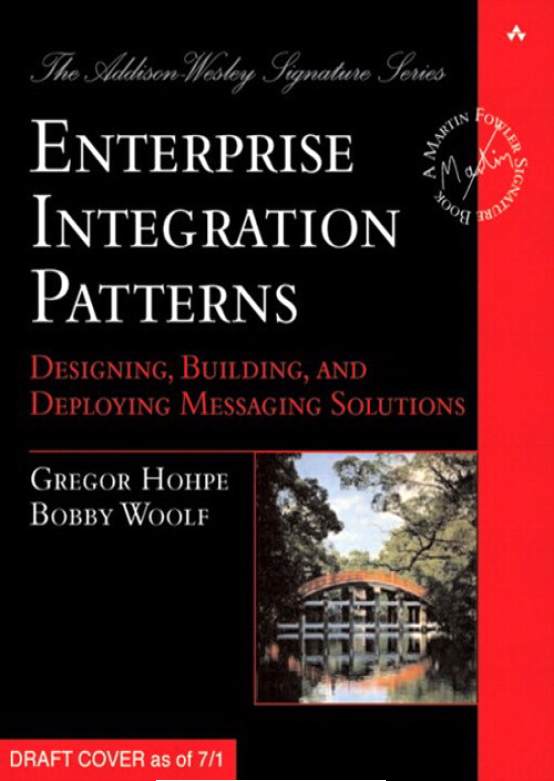 The Addison-Wesley Signature Series
ENTERPRISE
INTEGRATION
PATTERNS
A MARTIN FOWLER SIGNATURE BOOK
Martin
DESIGNING, BUILDING, AND
DEPLOYING MESSAGING SOLUTIONS
GREGOR HOHPE
BOBBY WOOLF
DRAFT COVER as of 7/1